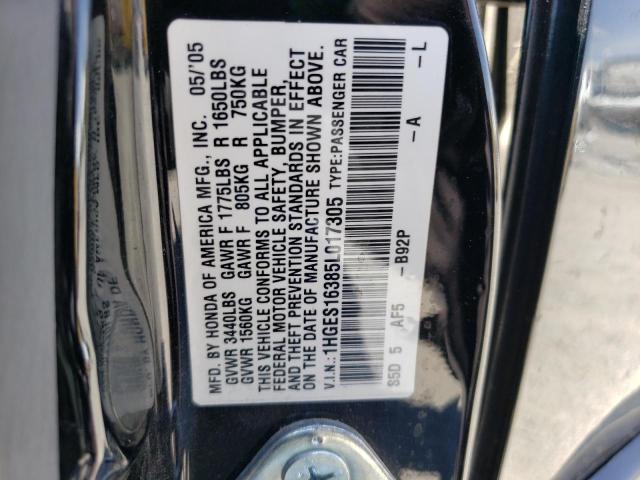 MFD. BY HONDA OF AMERICA MFG., INC. 05/'05
GVWR 3440LBS GAWR F 1775LBS R 1650LBS
GVWR 1560KG GAWR F 805KG R 750KG
THIS VEHICLE CONFORMS TO ALL APPLICABLE
FEDERAL MOTOR VEHICLE SAFETY, BUMPER,
AND THEFT PREVENTION STANDARDS IN EFFECT
ON THE DATE OF MANUFACTURE SHOWN ABOVE.
V.I.N.:1HGES16385L017305 TYPE:PASSENGER CAR
S5D 5 AF5 -B92P -A -L